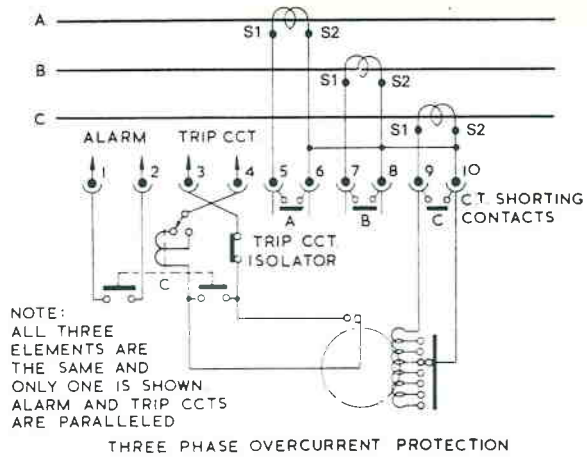 A
S1 S2
B
S1 S2
C
S1 S2
ALARM TRIP CCT
1 2 3 4 5 6 7 8 9 10
A B C
C.T. SHORTING
CONTACTS
TRIP CCT
ISOLATOR
C
NOTE:
ALL THREE
ELEMENTS ARE
THE SAME AND
ONLY ONE IS SHOWN
ALARM AND TRIP CCTS
ARE PARALLELED
THREE PHASE OVERCURRENT PROTECTION